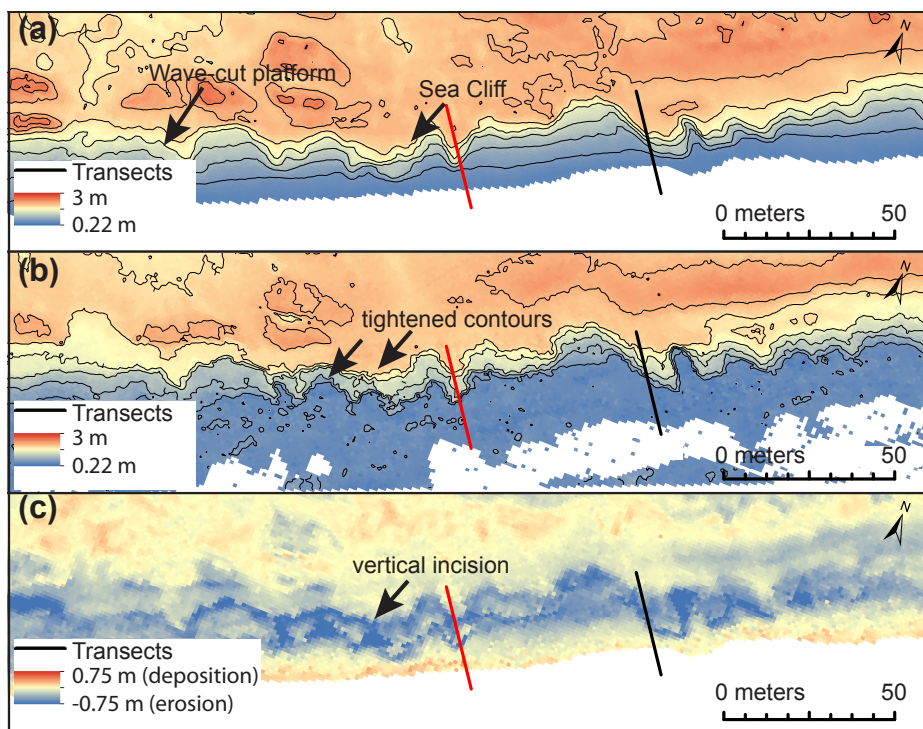 (a)
N
Wave-cut platform
Sea Cliff
Transects
3 m
0.22 m
0 meters 50
(b)
N
tightened contours
Transects
3 m
0.22 m
0 meters 50
(c)
N
vertical incision
Transects
0.75 m (deposition)
-0.75 m (erosion)
0 meters 50